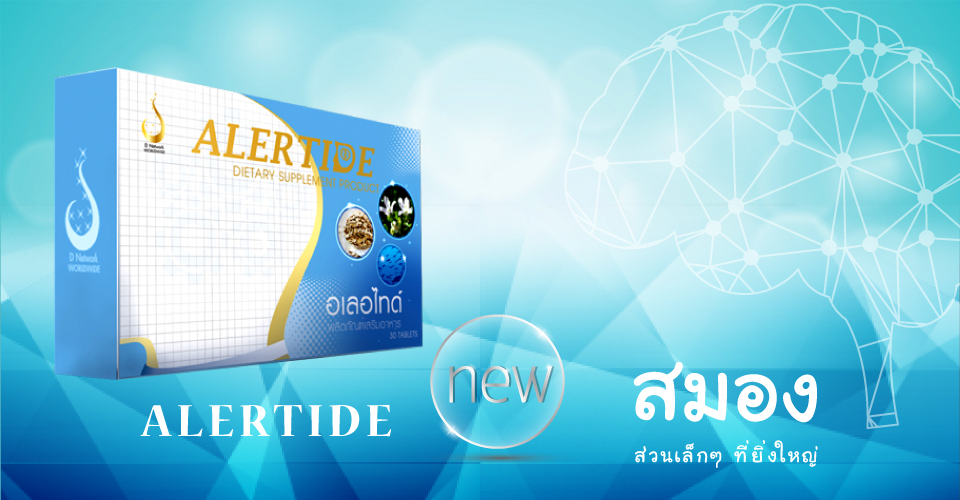 D Network
WORLDWIDE
ALERTIDE
DIETARY SUPPLEMENT PRODUCT
D Network
WORLDWIDE
อเลอไทด์
ผลิตภัณฑ์เสริมอาหาร
30 TABLETS
new
ALERTIDE
สมอง
ส่วนเล็กๆ ที่ยิ่งใหญ่